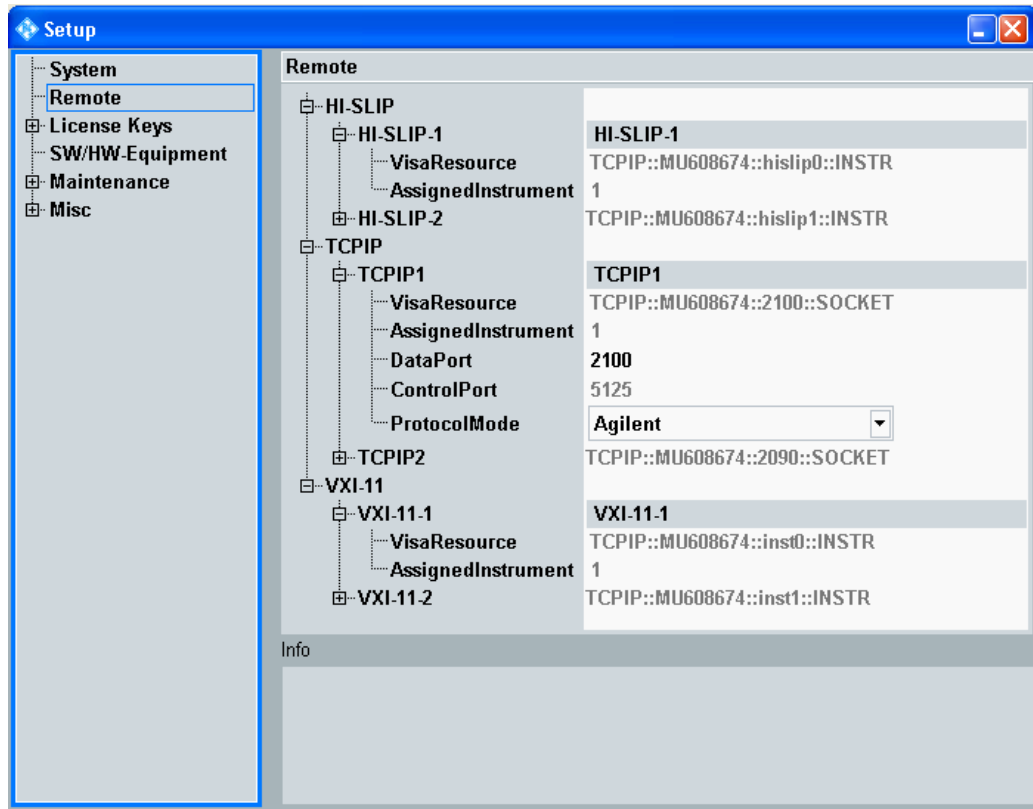 Setup
System
Remote
License Keys
SW/HW-Equipment
Maintenance
Misc
Remote
HI-SLIP
HI-SLIP-1 HI-SLIP-1
VisaResource TCPIP::MU608674::hislip0::INSTR
AssignedInstrument 1
HI-SLIP-2 TCPIP::MU608674::hislip1::INSTR
TCPIP
TCPIP1 TCPIP1
VisaResource TCPIP::MU608674::2100::SOCKET
AssignedInstrument 1
DataPort 2100
ControlPort 5125
ProtocolMode Agilent
TCPIP2 TCPIP::MU608674::2090::SOCKET
VXI-11
VXI-11-1 VXI-11-1
VisaResource TCPIP::MU608674::inst0::INSTR
AssignedInstrument 1
VXI-11-2 TCPIP::MU608674::inst1::INSTR
Info